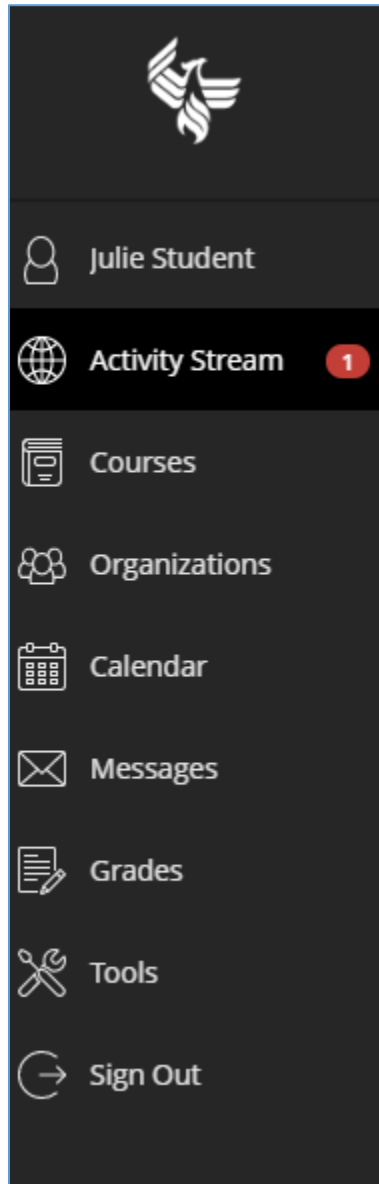 Julie Student
Activity Stream 1
Courses
Organizations
Calendar
Messages
Grades
Tools
Sign Out